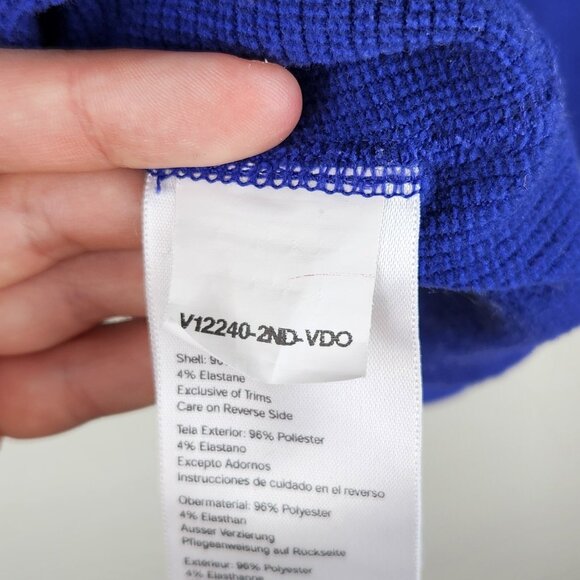 V12240-2ND-VDO
Shell:
4% Elastane
Exclusive of Trims
Care on Reverse Side
Tela Exterior: 96% Poliester
4% Elastano
Excepto Adornos
Instrucciones de cuidado en el reverso
Obermaterial: 96% Polyester
4% Elasthan
Ausser Verzierung
Pflegeanweisung auf Rückseite
Extérieur: 96% Polyester
4% Elasthanne